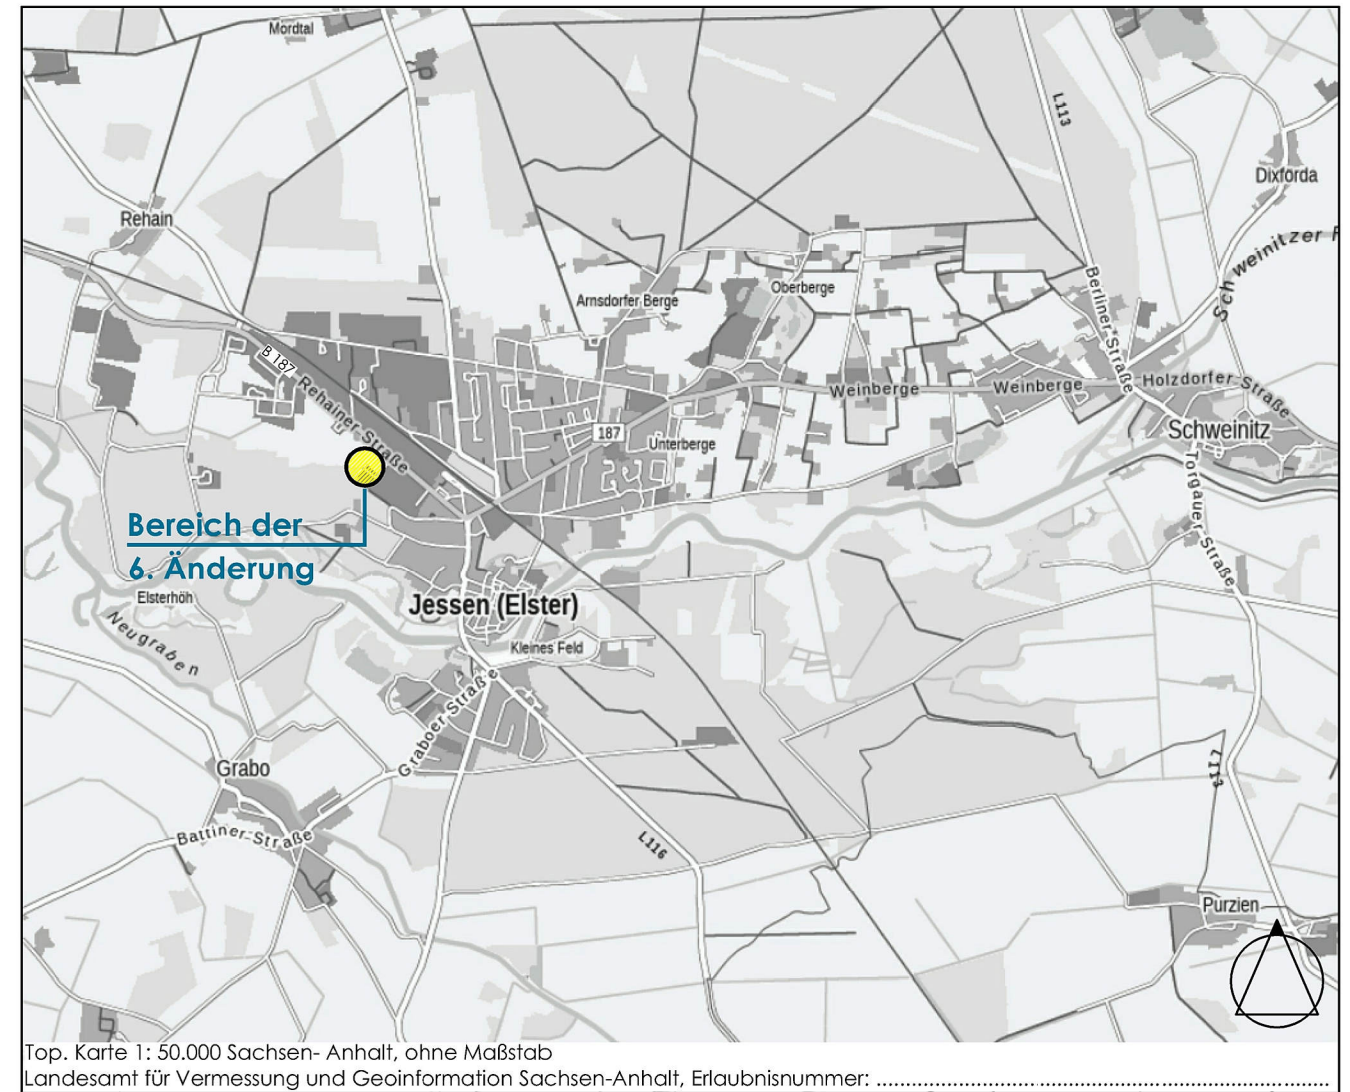 Mordtal
L113
Dixförda
Rehain
Schweinitzer F
Oberberge
Arnsdorfer Berge
Berliner-Straße
B 187
Rehainer Straße
Weinberge
Weinberge
Holzdorfer-Straße
187
Unterberge
Schweinitz
Torgauer Straße
Bereich der
6. Änderung
Elsterhöh
Jessen (Elster)
Neugraben
Kleines Feld
Graboer-Straße
Grabo
L113
Battiner-Straße
L116
Purzien
Top. Karte 1: 50.000 Sachsen- Anhalt, ohne Maßstab
Landesamt für Vermessung und Geoinformation Sachsen-Anhalt, Erlaubnisnummer: ...............................................................................